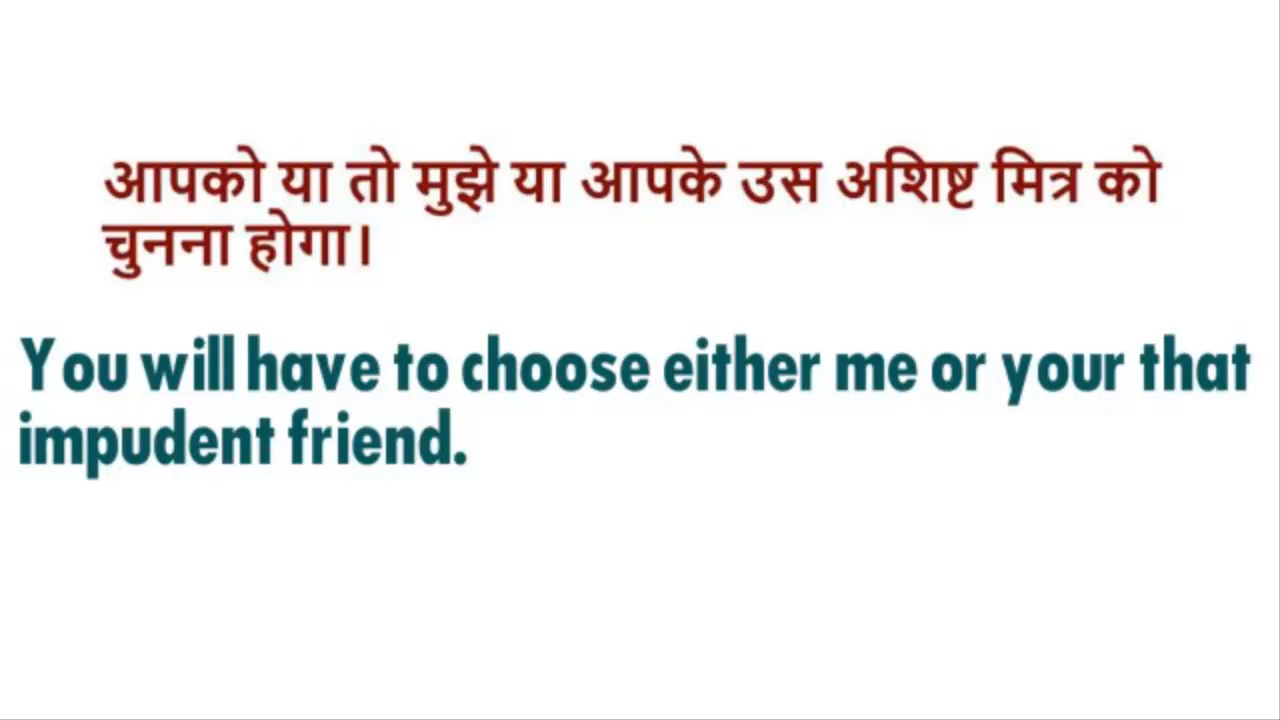 आपको या तो मुझे या आपके उस अशिष्ट मित्र को
चुनना होगा।
You will have to choose either me or your that
impudent friend.